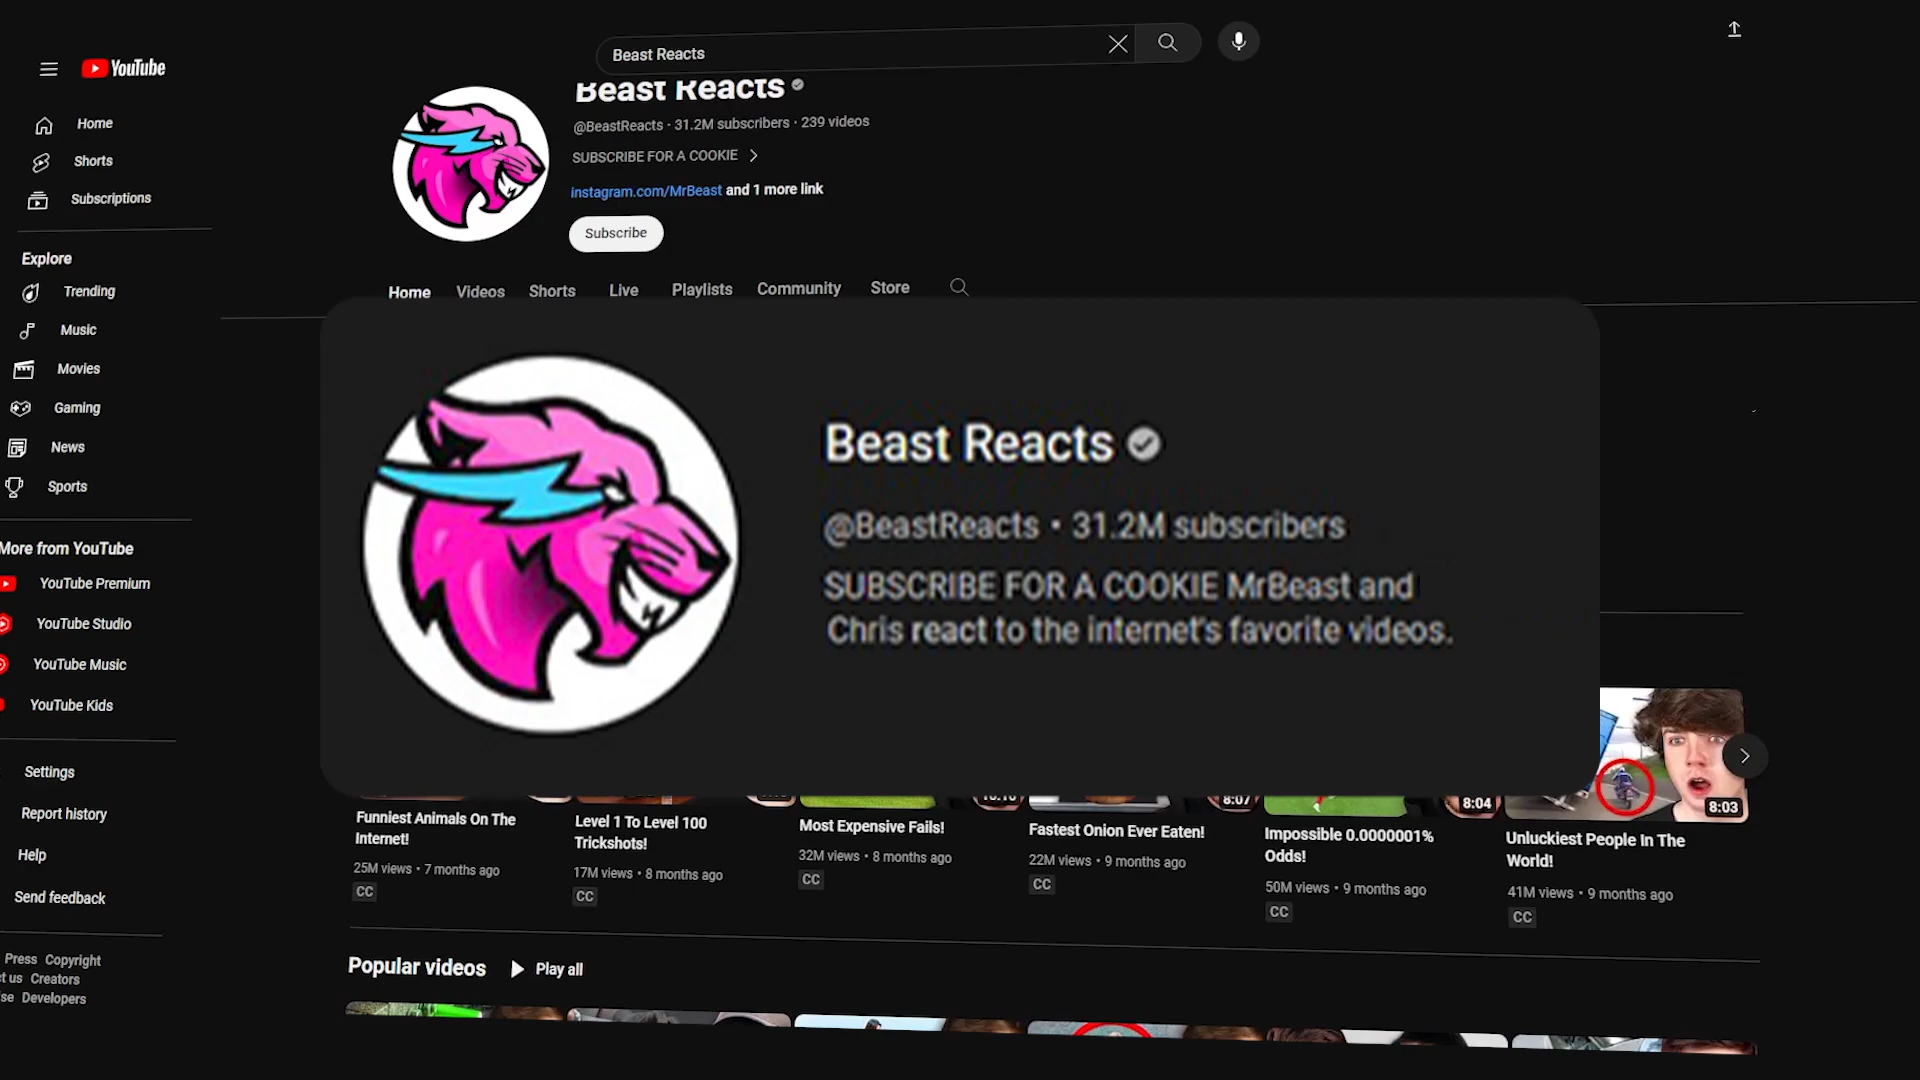 YouTube
Beast Reacts
Home
Shorts
Subscriptions
Explore
Trending
Music
Movies
Gaming
News
Sports
More from YouTube
YouTube Premium
YouTube Studio
YouTube Music
YouTube Kids
Settings
Report history
Help
Send feedback
Press Copyright
Creators
Developers
Beast Reacts
@BeastReacts · 31.2M subscribers · 239 videos
SUBSCRIBE FOR A COOKIE
instagram.com/MrBeast and 1 more link
Subscribe
Home Videos Shorts Live Playlists Community Store
Beast Reacts
@BeastReacts • 31.2M subscribers
SUBSCRIBE FOR A COOKIE MrBeast and
Chris react to the internet's favorite videos.
8:07
8:04
8:03
Funniest Animals On The
Internet!
25M views • 7 months ago
CC
Level 1 To Level 100
Trickshots!
17M views • 8 months ago
CC
Most Expensive Fails!
32M views • 8 months ago
CC
Fastest Onion Ever Eaten!
22M views • 9 months ago
CC
Impossible 0.0000001%
Odds!
50M views • 9 months ago
CC
Unluckiest People In The
World!
41M views • 9 months ago
CC
Popular videos
Play all